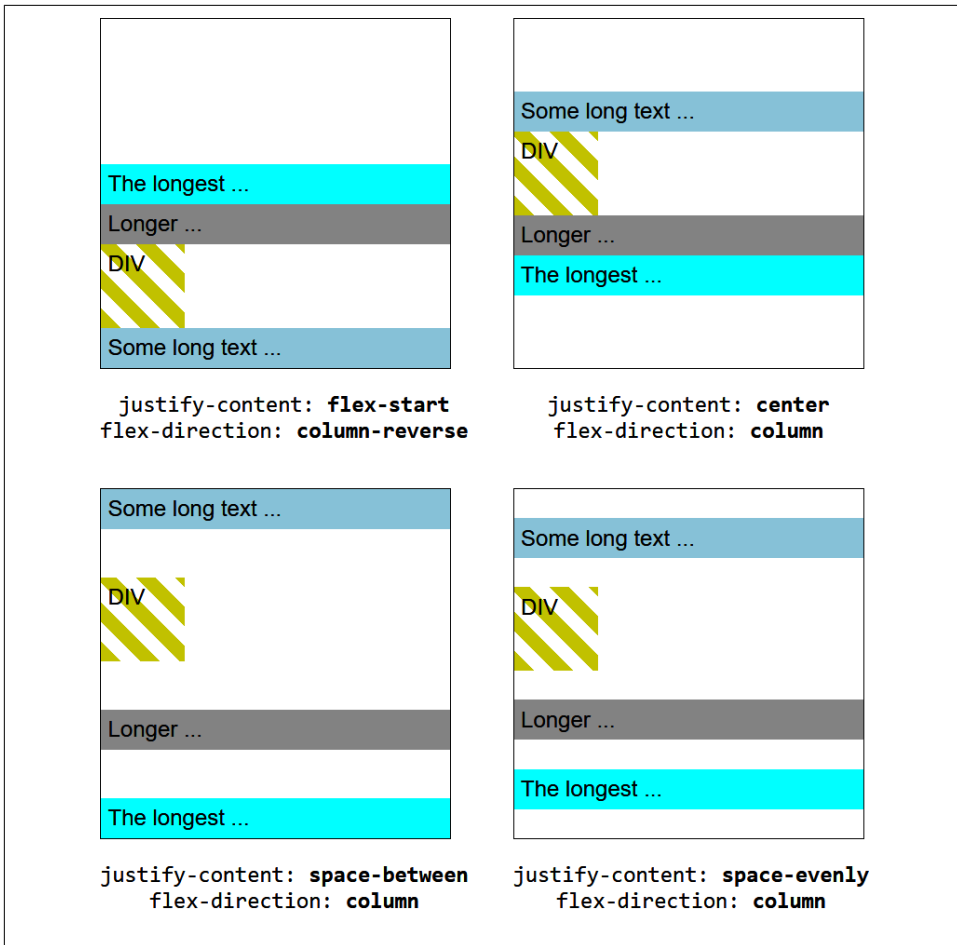 The longest ...
Longer ...
DIV
Some long text ...
justify-content: flex-start
flex-direction: column-reverse
Some long text ...
DIV
Longer ...
The longest ...
justify-content: center
flex-direction: column
Some long text ...
DIV
Longer ...
The longest ...
justify-content: space-between
flex-direction: column
Some long text ...
DIV
Longer ...
The longest ...
justify-content: space-evenly
flex-direction: column